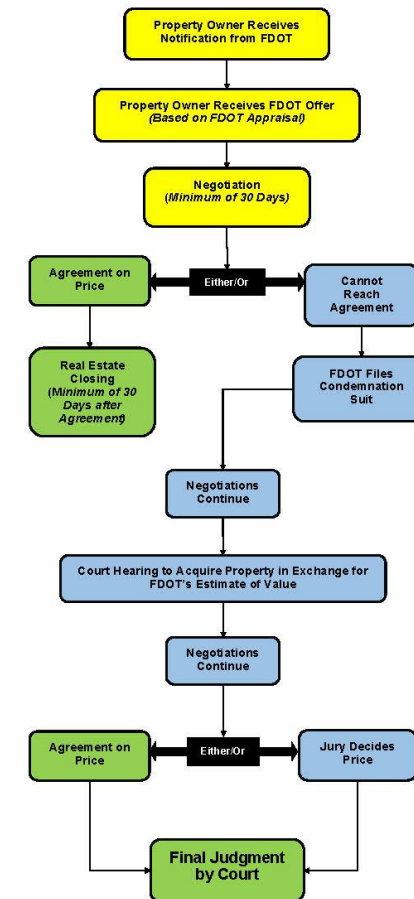 Property Owner Receives
Notification from FDOT
Property Owner Receives FDOT Offer
(Based on FDOT Appraisal)
Negotiation
(Minimum of 30 Days)
Agreement on
Price
Either/Or
Cannot
Reach
Agreement
Real Estate
Closing
(Minimum of 30
Days after
Agreement)
FDOT Files
Condemnation
Suit
Negotiations
Continue
Court Hearing to Acquire Property in Exchange for
FDOT's Estimate of Value
Negotiations
Continue
Agreement on
Price
Either/Or
Jury Decides
Price
Final Judgment
by Court